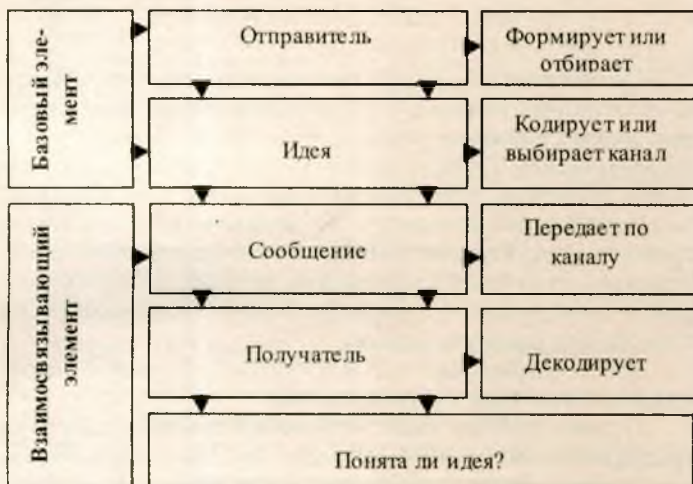 Базовый эле-
мент
Отправитель
Формирует или
отбирает
Идея
Кодирует или
выбирает канал
Взаимосвязывающий
элемент
Сообщение
Передает по
каналу
Получатель
Декодирует
Понята ли идея?